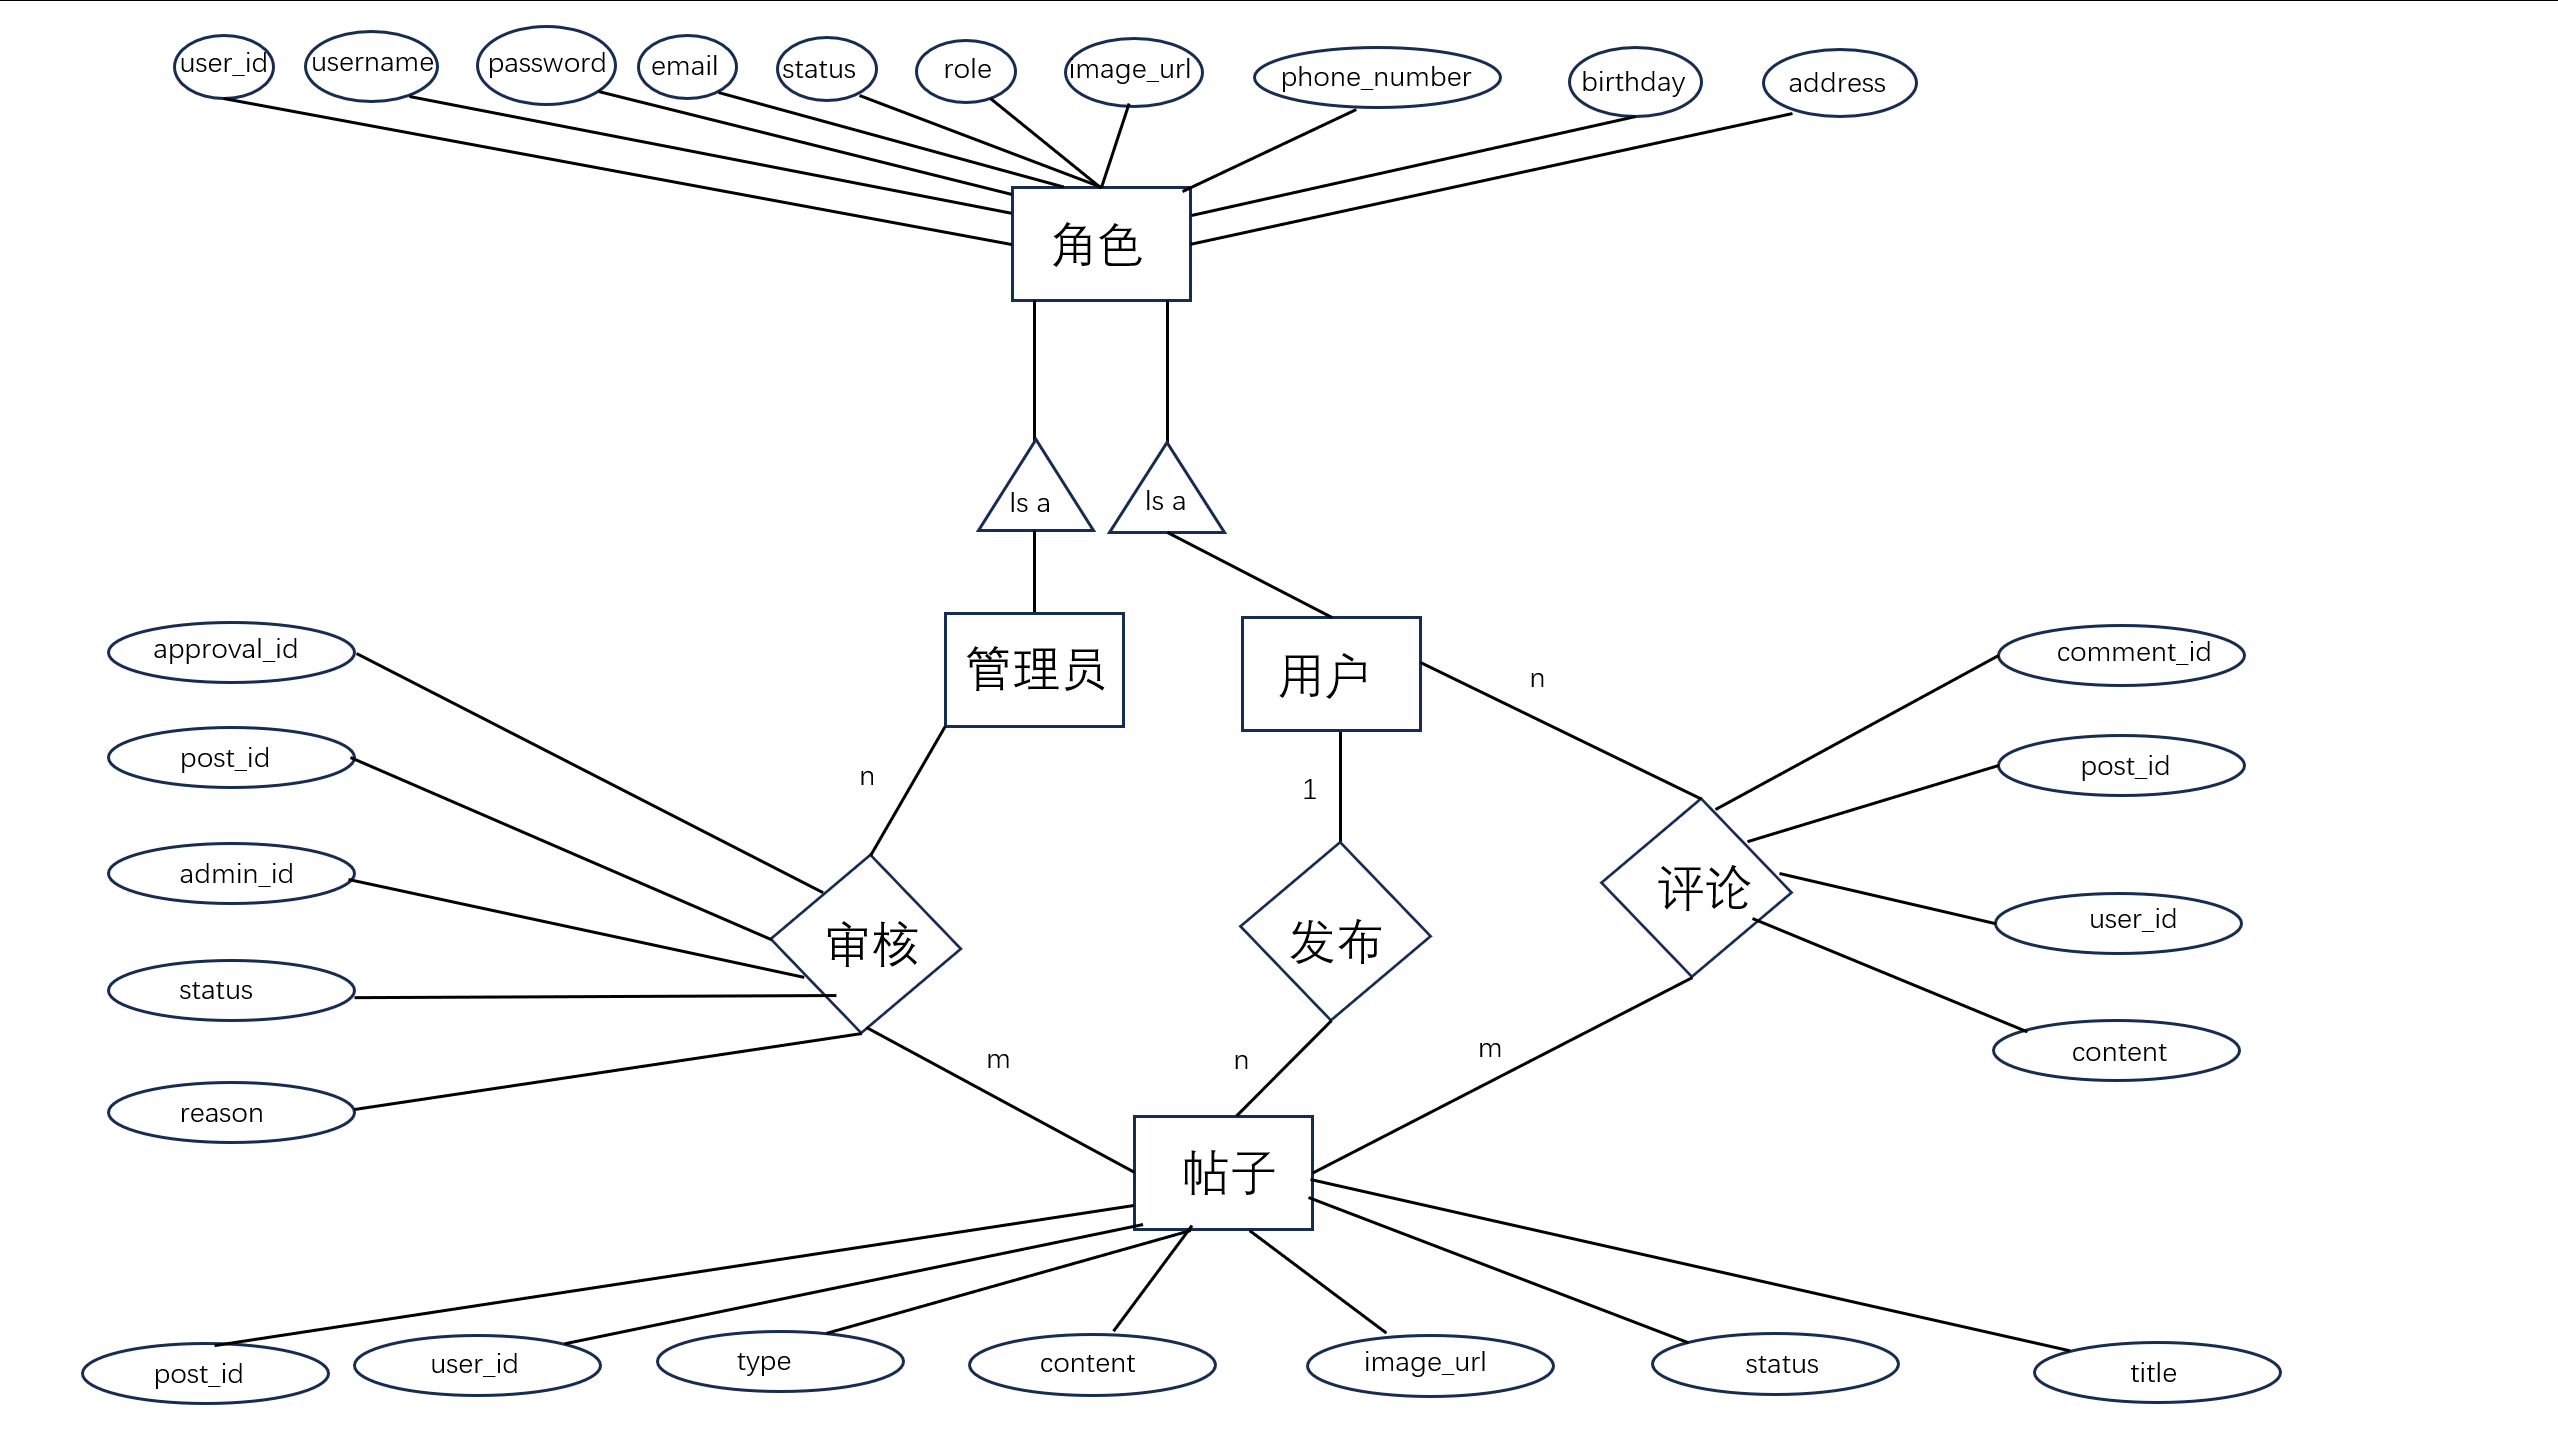 user_id
username
password
email
status
role
image_url
phone_number
birthday
address
角色
Is a
Is a
管理员
用户
approval_id
post_id
admin_id
status
reason
n
1
n
comment_id
post_id
user_id
content
审核
发布
评论
m
n
m
帖子
post_id
user_id
type
content
image_url
status
title